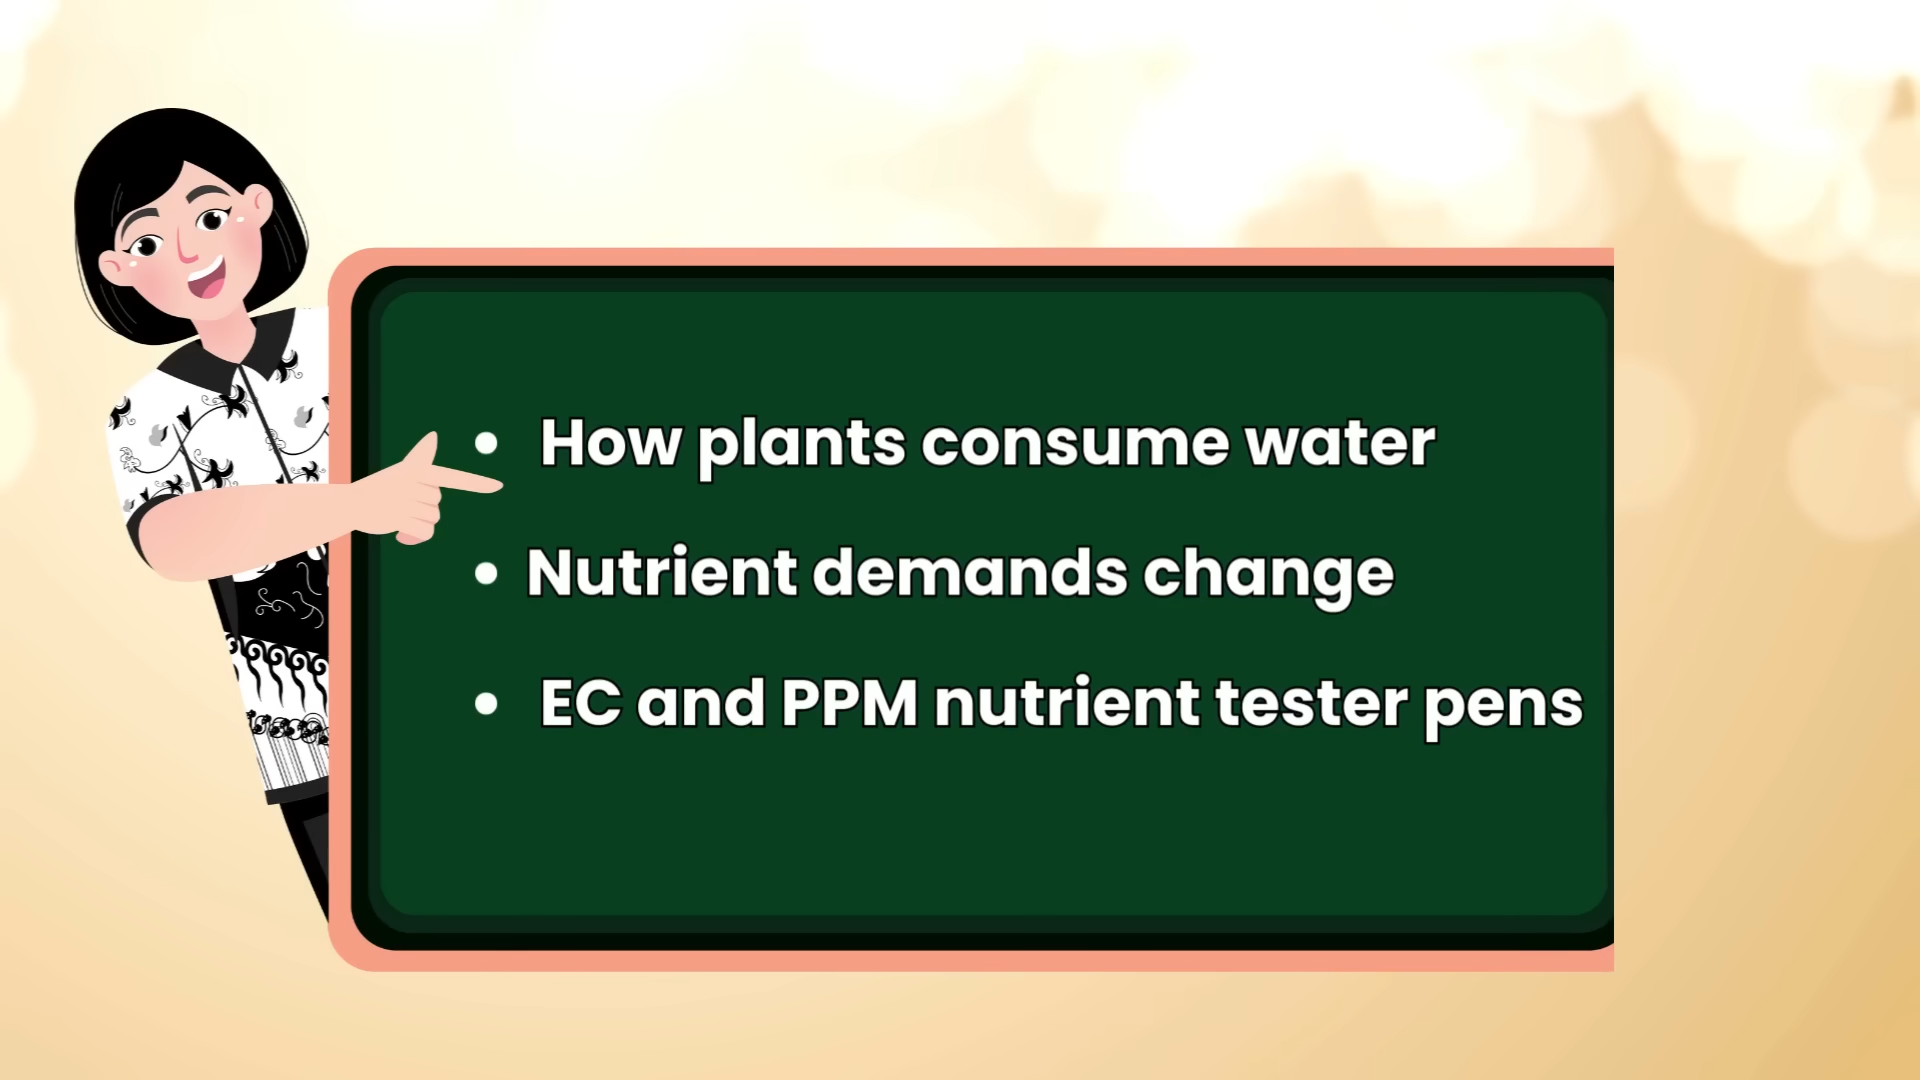 • How plants consume water
• Nutrient demands change
• EC and PPM nutrient tester pens